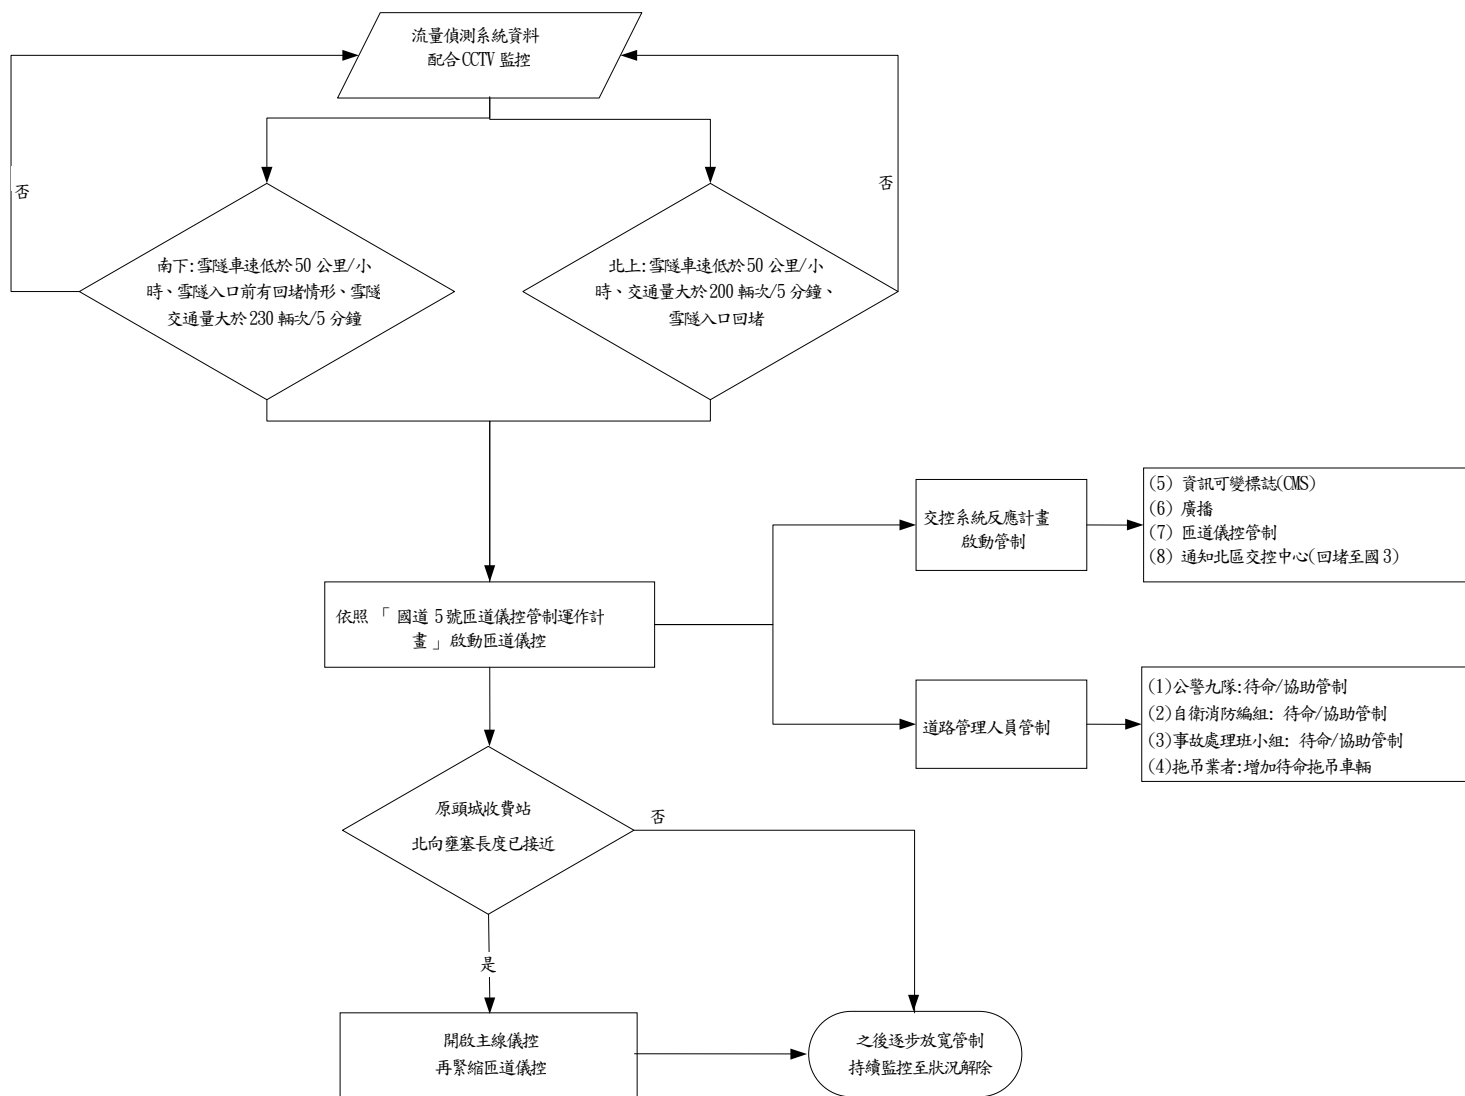 流量偵測系統資料
配合CCTV 監控
否
否
南下:雪隧車速低於50 公里/小
時、雪隧入口前有回堵情形、雪隧
交通量大於230 輛次/5 分鐘
北上:雪隧車速低於50 公里/小
時、交通量大於200 輛次/5 分鐘、
雪隧入口回堵
交控系統反應計畫
啟動管制
(5) 資訊可變標誌(CMS)
(6) 廣播
(7) 匝道儀控管制
(8) 通知北區交控中心(回堵至國3)
依照 「 國道 5號匝道儀控管制運作計
畫 」啟動匝道儀控
道路管理人員管制
(1)公警九隊:待命/協助管制
(2)自衛消防編組: 待命/協助管制
(3)事故處理班小組: 待命/協助管制
(4)拖吊業者:增加待命拖吊車輛
原頭城收費站
北向壅塞長度已接近
否
是
開啟主線儀控
再緊縮匝道儀控
之後逐步放寬管制
持續監控至狀況解除